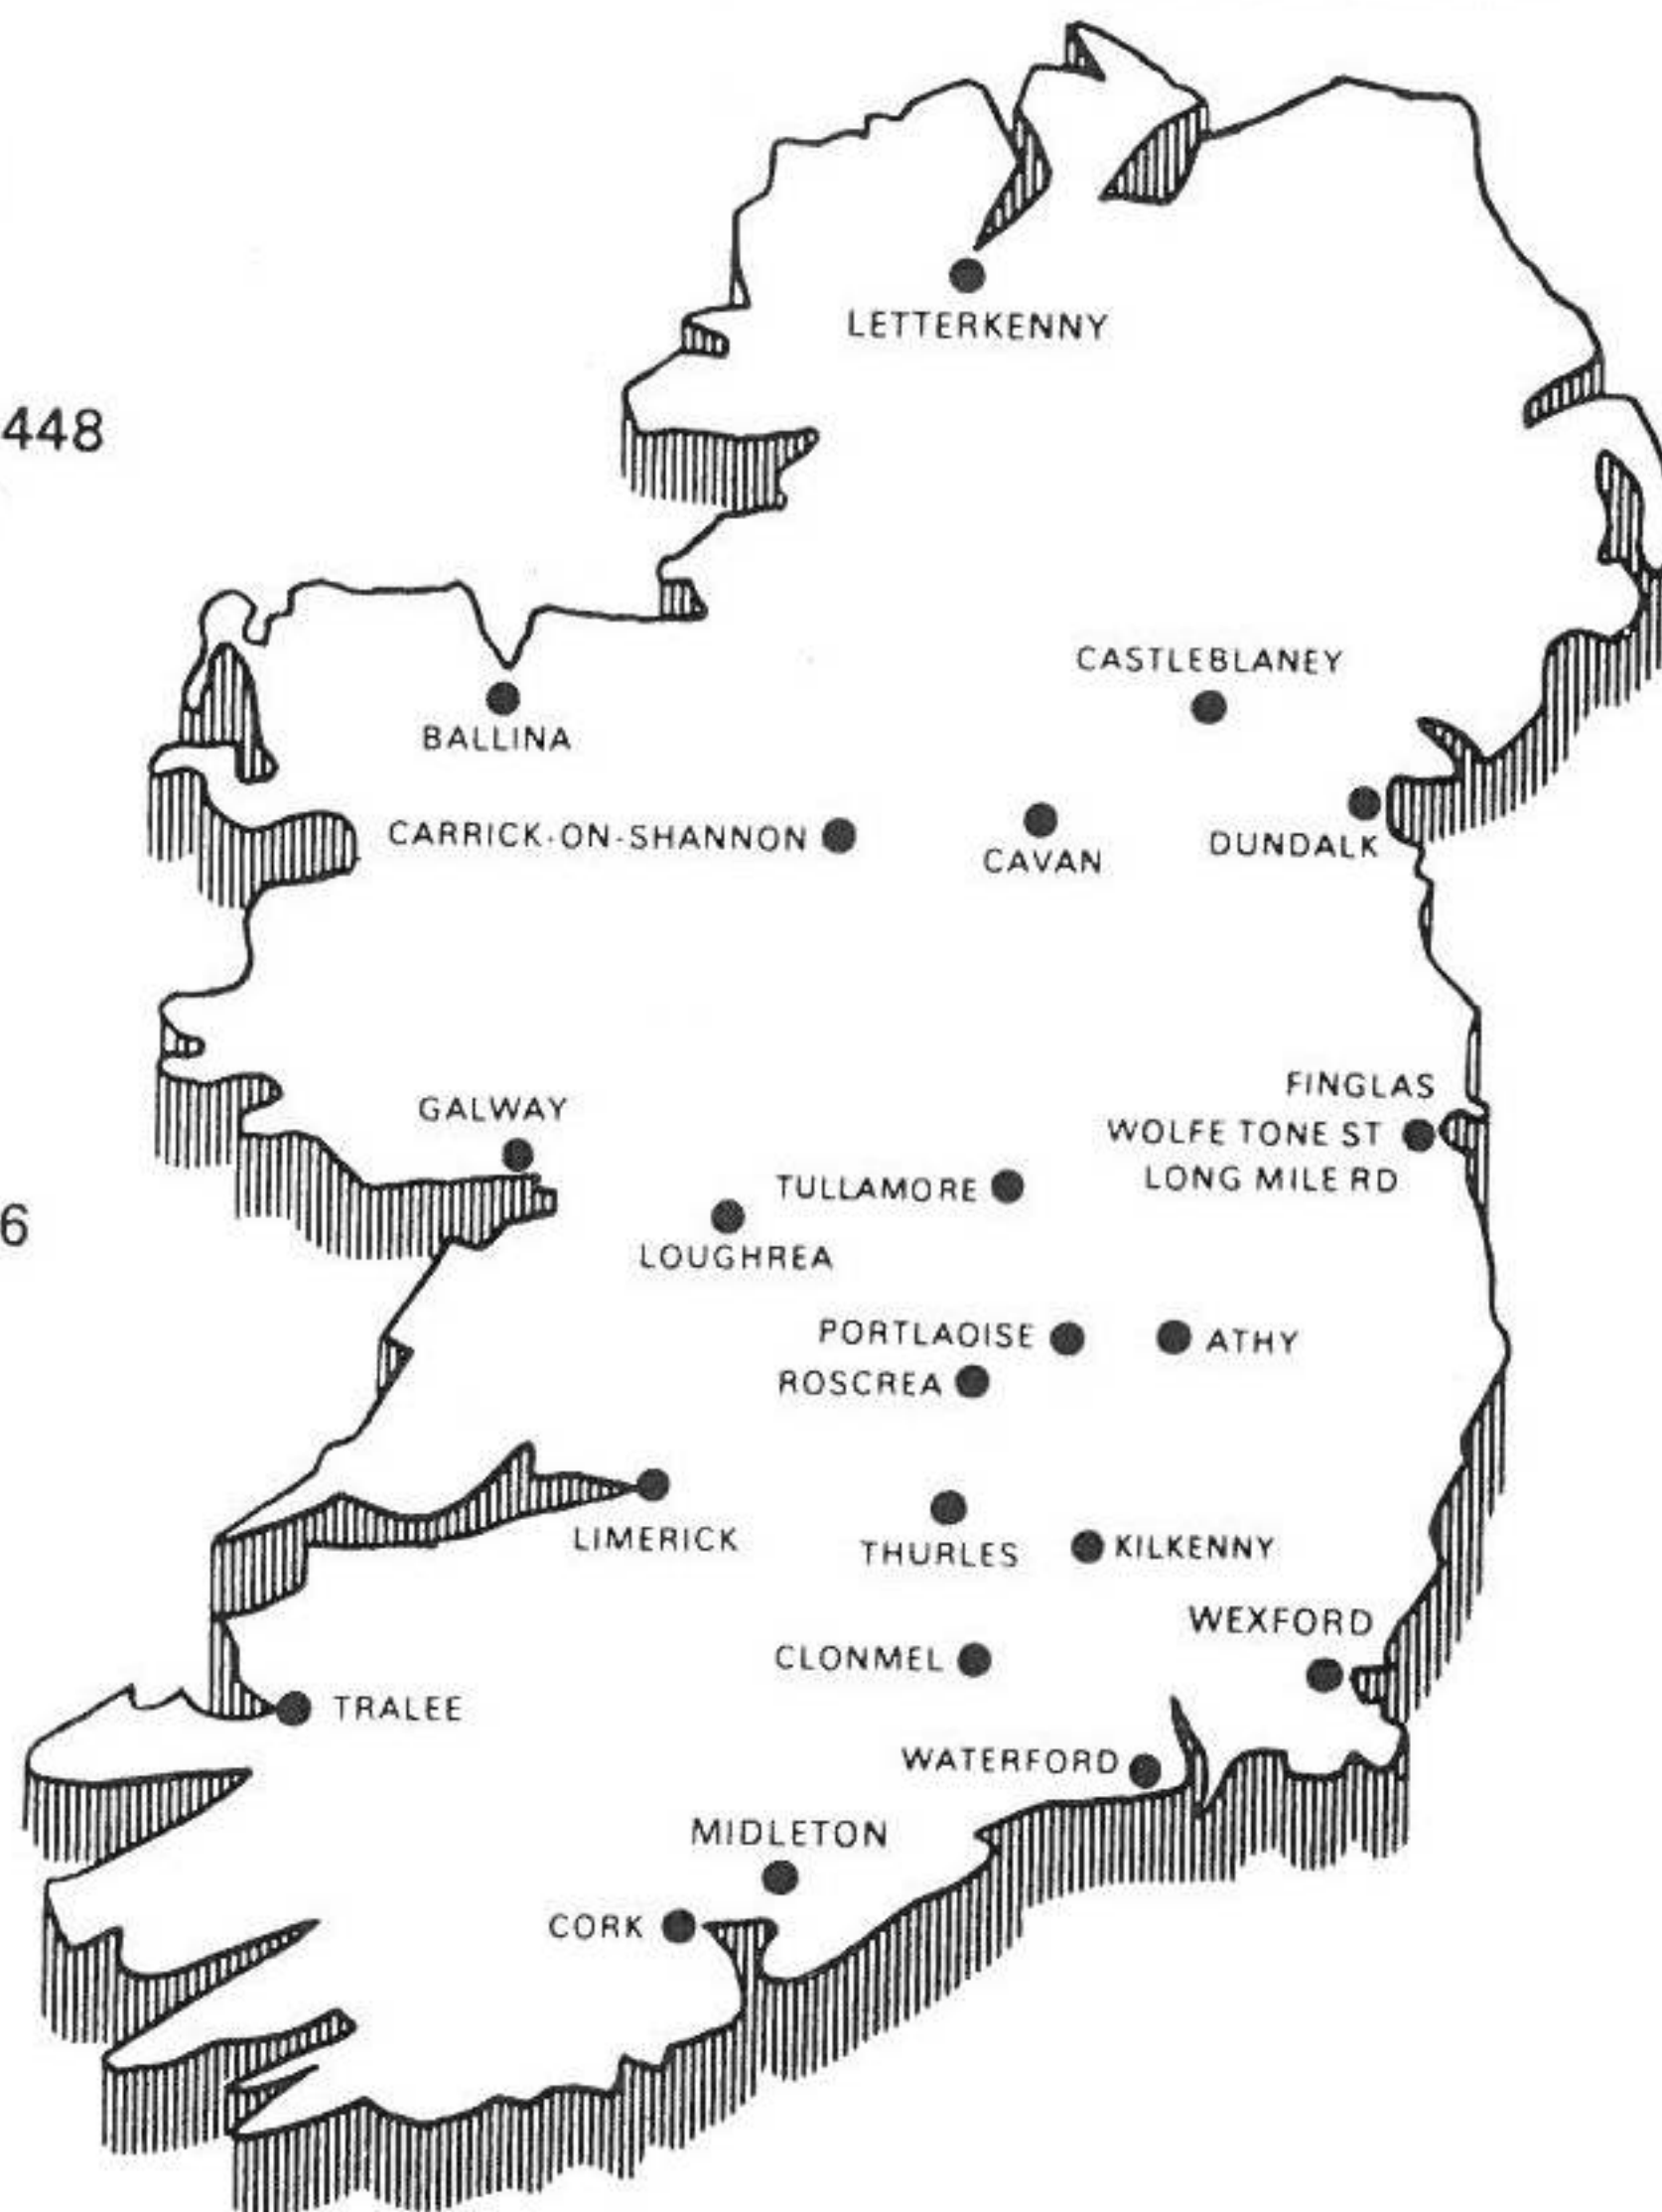 LETTERKENNY
448
CASTLEBLANEY
BALLINA
CARRICK-ON-SHANNON
CAVAN
DUNDALK
FINGLAS
GALWAY
WOLFE TONE ST
LONG MILE RD
TULLAMORE
6
LOUGHREA
PORTLAOISE
ATHY
ROSCREA
LIMERICK
THURLES
KILKENNY
WEXFORD
CLONMEL
TRALEE
WATERFORD
MIDLETON
CORK